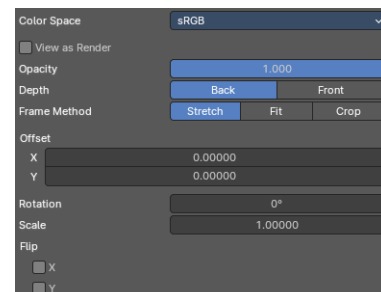 Color Space sRGB
View as Render
Opacity 1.000
Depth Back Front
Frame Method Stretch Fit Crop
Offset
X 0.00000
Y 0.00000
Rotation 0°
Scale 1.00000
Flip
X
Y